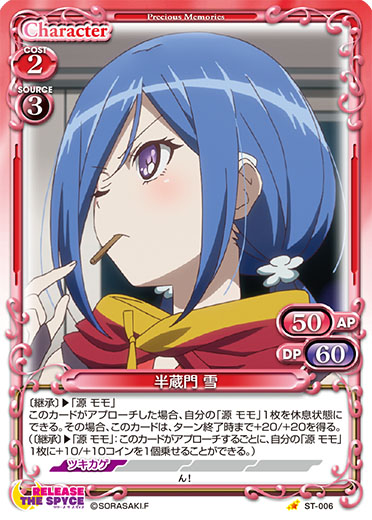 Precious Memories
Character
COST
2
SOURCE
3
50 AP
DP 60
半蔵門 雪
〔継承〕▶「源 モモ」
このカードがアプローチした場合、自分の「源 モモ」1枚を休息状態に
できる。その場合、このカードは、ターン終了時まで+20/+20を得る。
(〔継承〕▶「源 モモ」：このカードがアプローチするごとに、自分の「源 モモ」
1枚に+10/+10コインを1個乗せることができる。)
ツキカゲ
ん！
RELEASE
THE SPYCE
©SORASAKI.F
ST-006